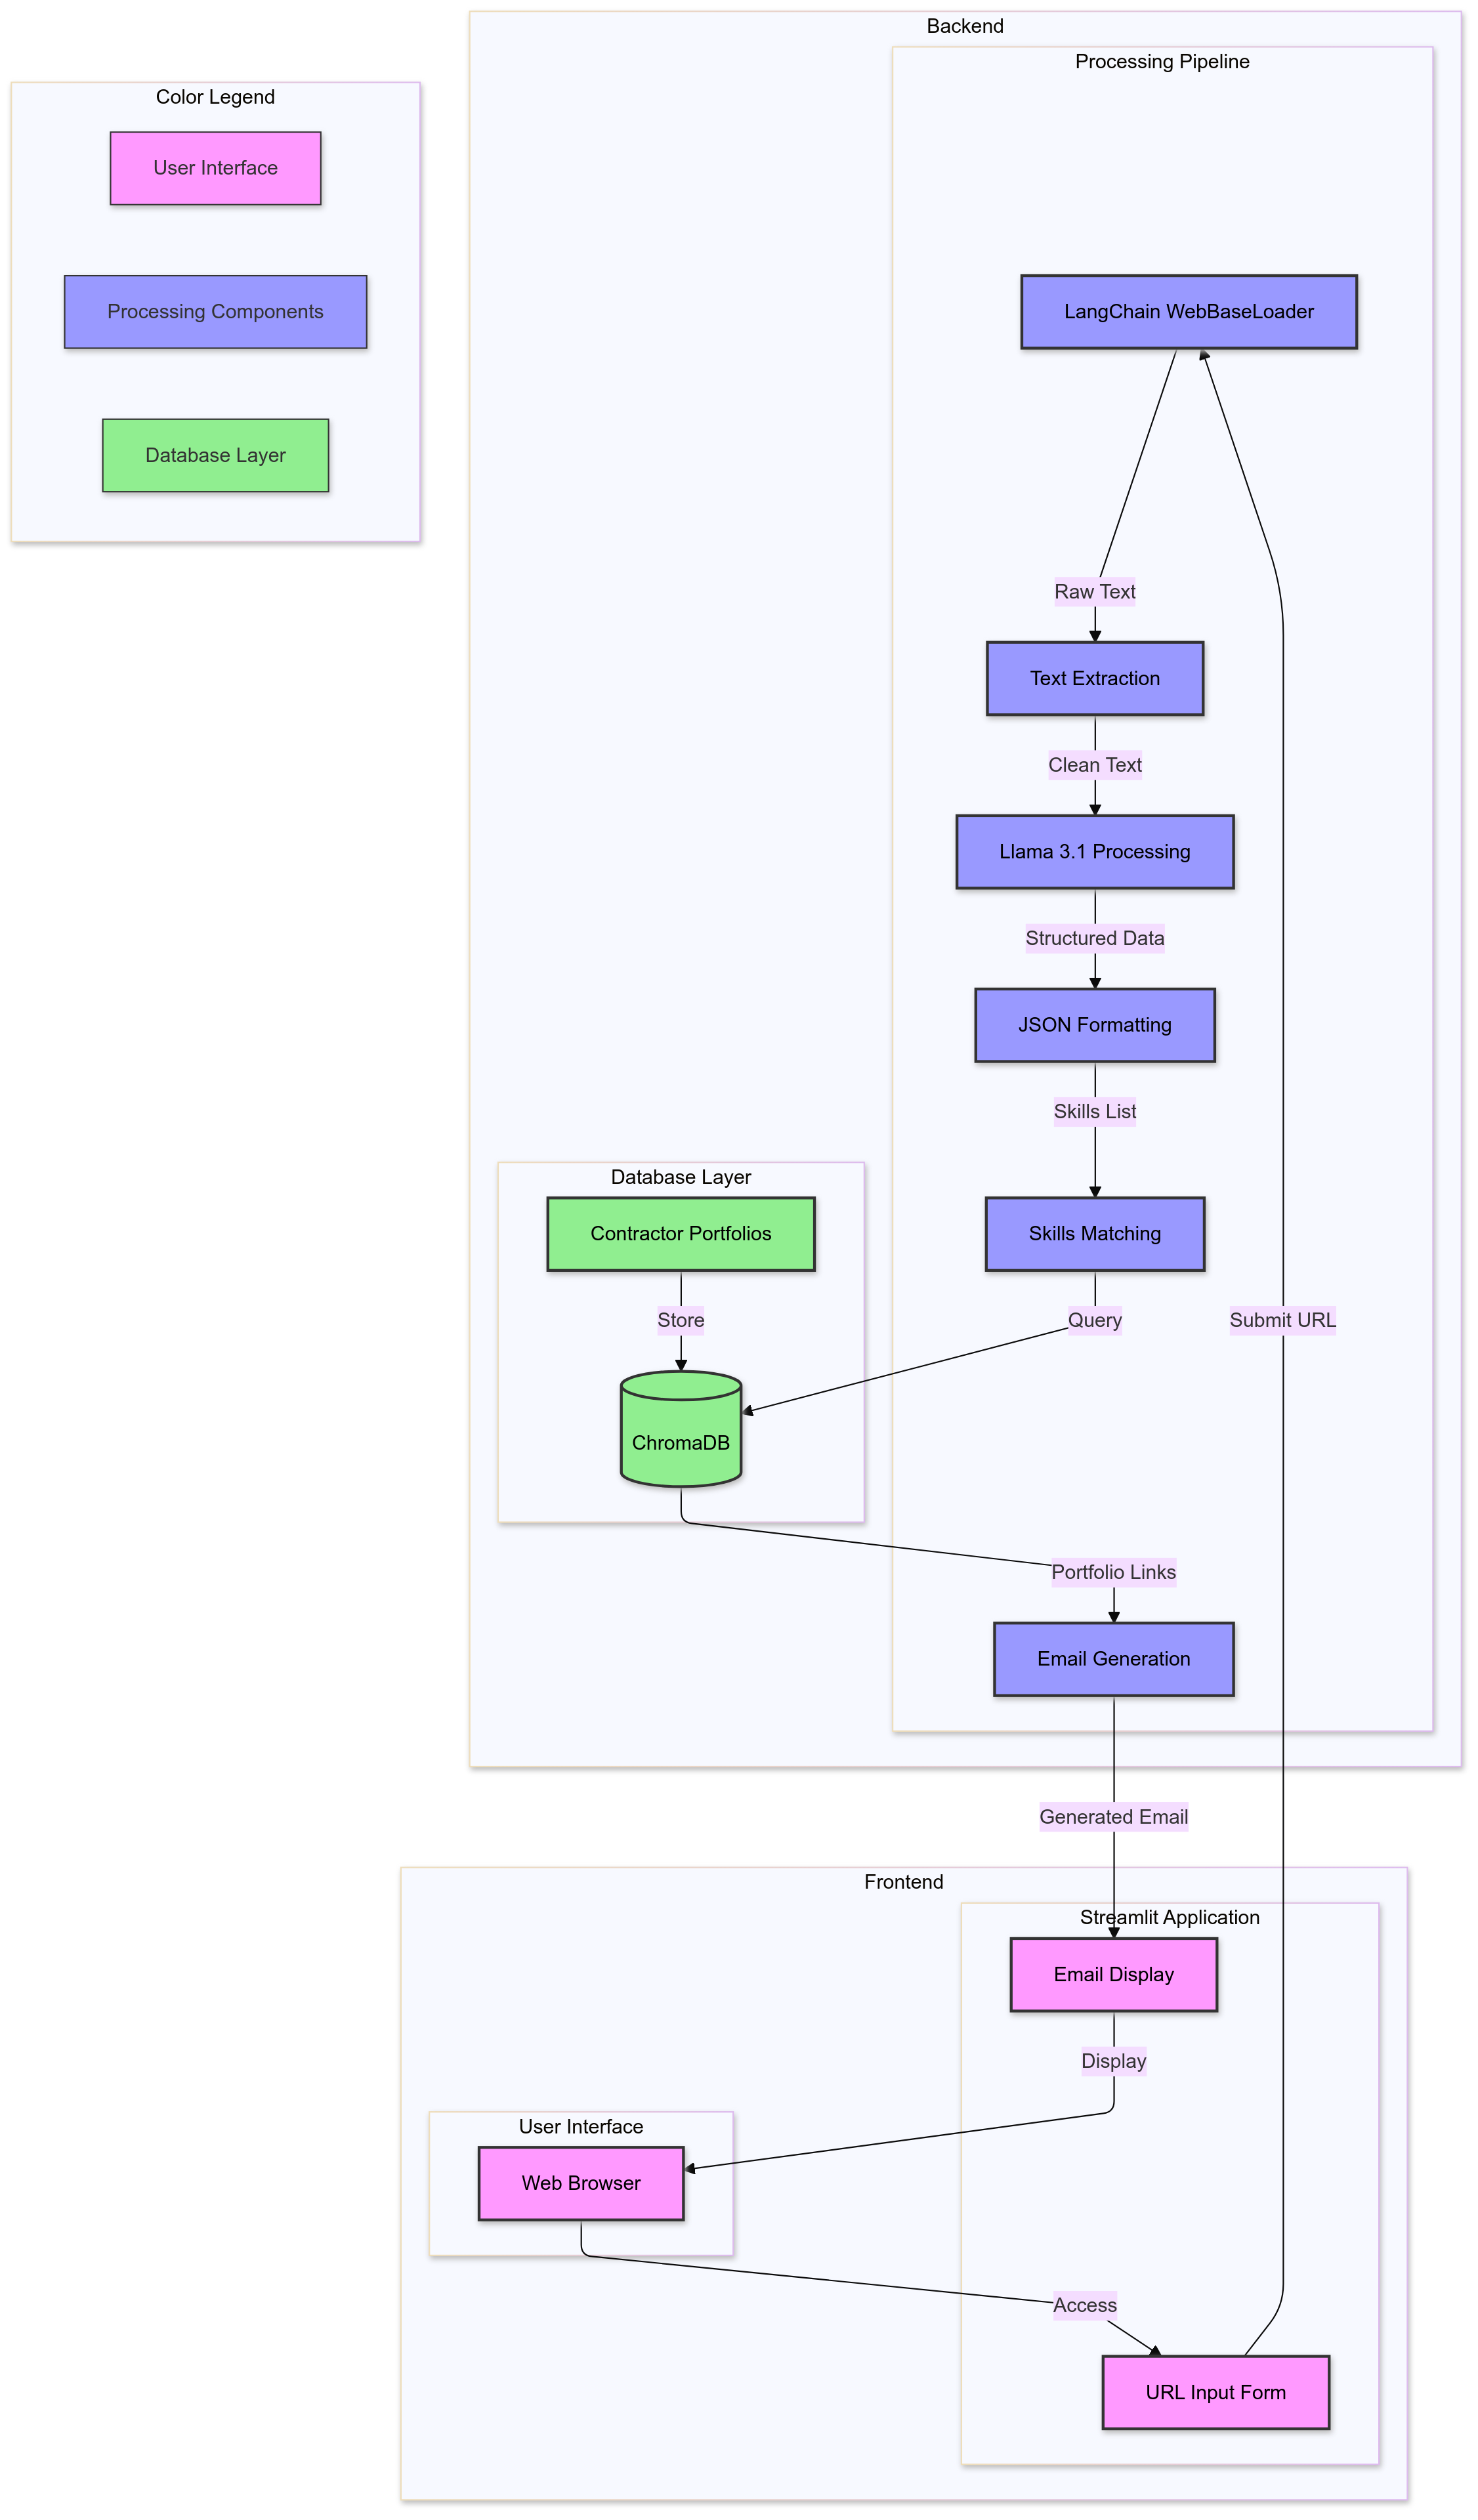 Color Legend
User Interface
Processing Components
Database Layer
Backend
Processing Pipeline
LangChain WebBaseLoader
Raw Text
Text Extraction
Clean Text
Llama 3.1 Processing
Structured Data
JSON Formatting
Skills List
Skills Matching
Query
Submit URL
Database Layer
Contractor Portfolios
Store
ChromaDB
Portfolio Links
Email Generation
Generated Email
Frontend
Streamlit Application
Email Display
Display
User Interface
Web Browser
Access
URL Input Form